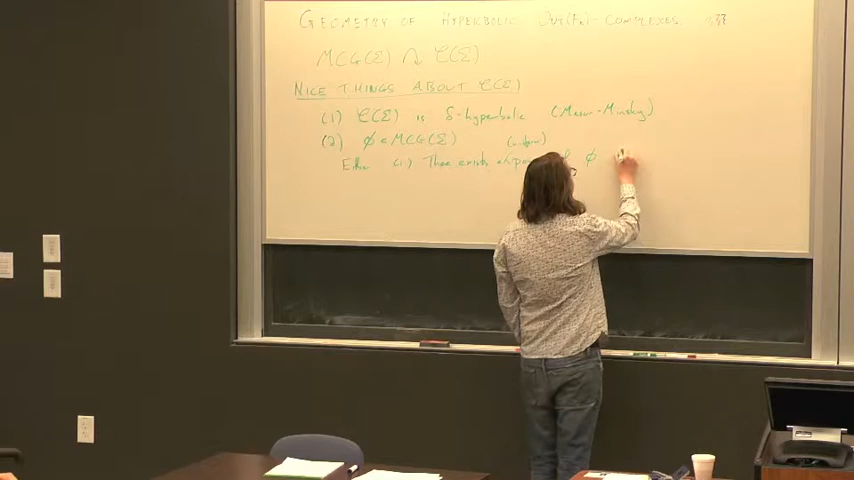 GEOMETRY OF HYPERBOLIC OUT(Fn)-COMPLEXES
MCG(Σ) ↷ C(Σ)
NICE THINGS ABOUT C(Σ)
(1) C(Σ) is δ-hyperbolic (Masur-Minsky)
(2) φ ∈ MCG(Σ) (uniform)
Either (i) There exists φ